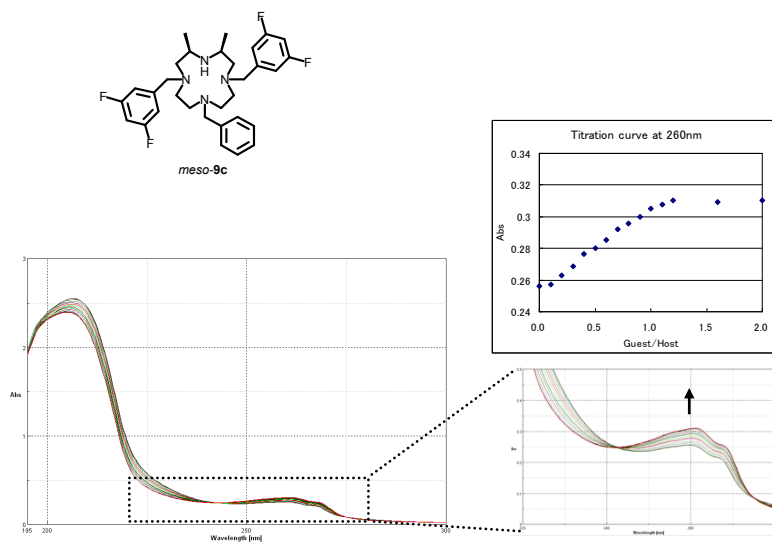 F
F
N
H
N
N
N
F
F
meso-9c
Titration curve at 260nm
0.34
0.32
0.3
0.28
0.26
0.24
Abs
0.0
0.5
1.0
1.5
2.0
Guest/Host
3
2
1
0
Abs
195
200
250
300
Wavelength [nm]
Wavelength [nm]